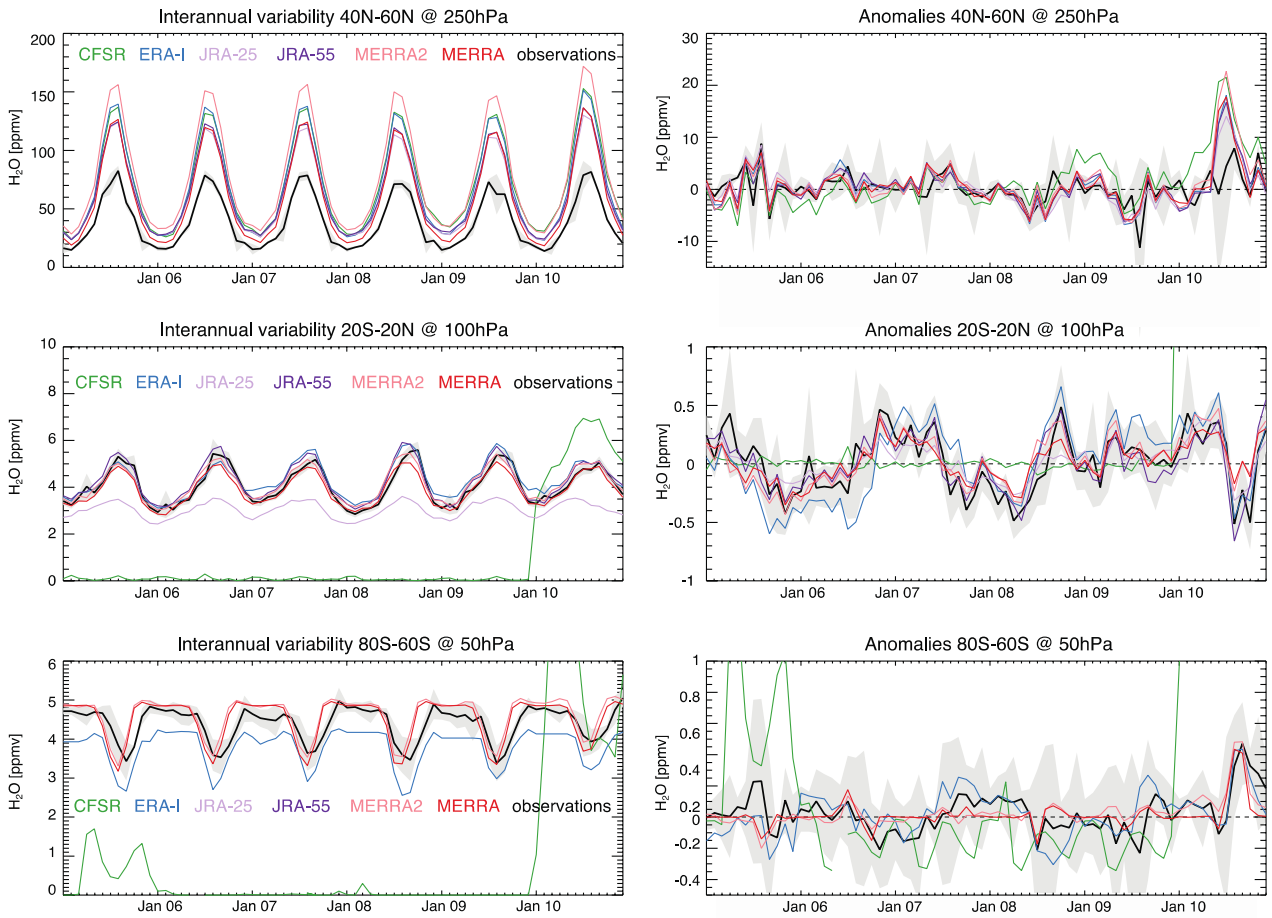 Interannual variability 40N-60N @ 250hPa
200
150
100
50
0
H₂O [ppmv]
CFSR ERA-I JRA-25 JRA-55 MERRA2 MERRA observations
Jan 06 Jan 07 Jan 08 Jan 09 Jan 10
Anomalies 40N-60N @ 250hPa
30
20
10
0
-10
H₂O [ppmv]
Jan 06 Jan 07 Jan 08 Jan 09 Jan 10
Interannual variability 20S-20N @ 100hPa
10
8
6
4
2
0
H₂O [ppmv]
CFSR ERA-I JRA-25 JRA-55 MERRA2 MERRA observations
Jan 06 Jan 07 Jan 08 Jan 09 Jan 10
Anomalies 20S-20N @ 100hPa
1
0.5
0
-0.5
-1
H₂O [ppmv]
Jan 06 Jan 07 Jan 08 Jan 09 Jan 10
Interannual variability 80S-60S @ 50hPa
6
5
4
3
2
1
0
H₂O [ppmv]
CFSR ERA-I JRA-25 JRA-55 MERRA2 MERRA observations
Jan 06 Jan 07 Jan 08 Jan 09 Jan 10
Anomalies 80S-60S @ 50hPa
1
0.8
0.6
0.4
0.2
0
-0.2
-0.4
H₂O [ppmv]
Jan 06 Jan 07 Jan 08 Jan 09 Jan 10